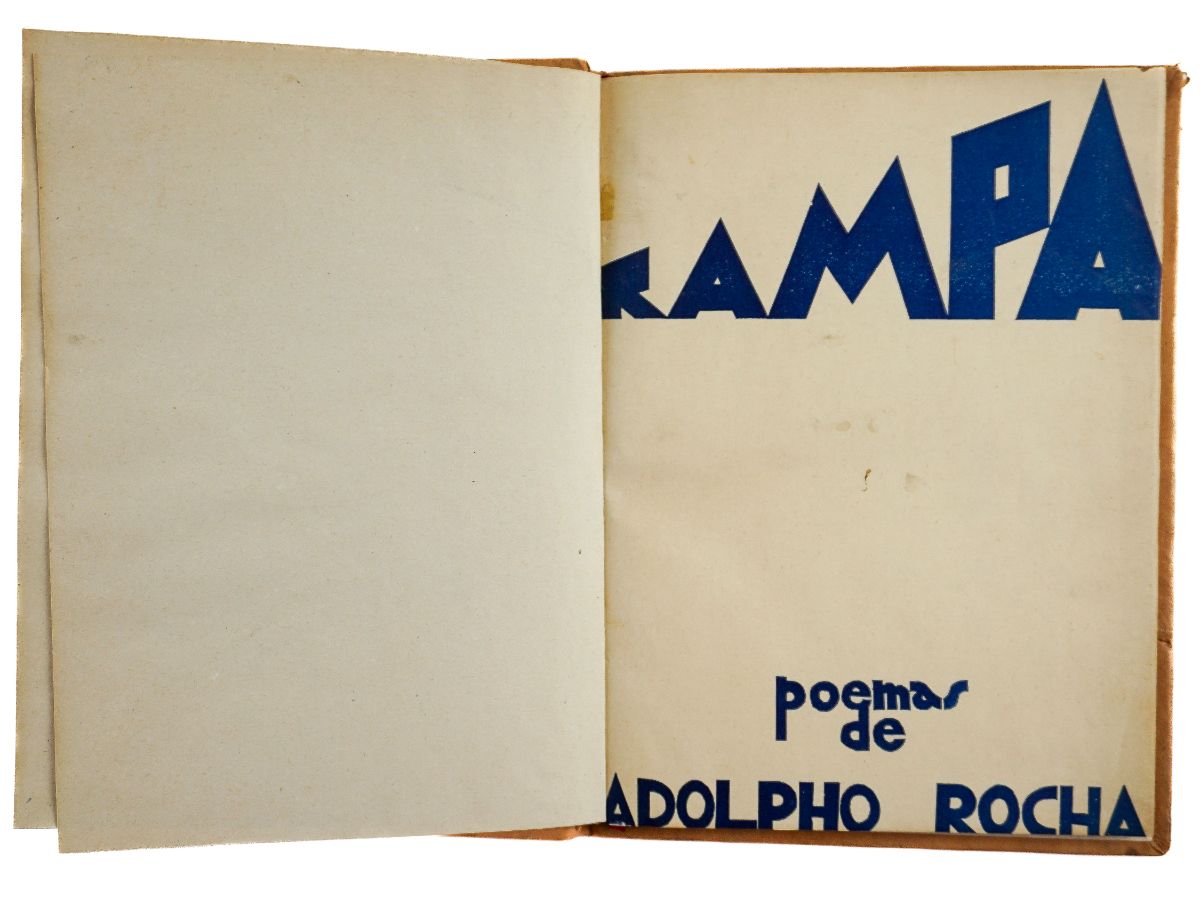 RAMPA
poemas
de
ADOLPHO ROCHA